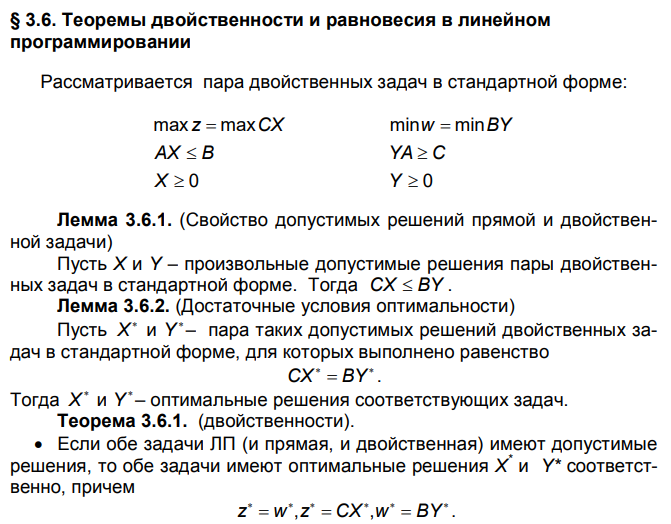 § 3.6. Теоремы двойственности и равновесия в линейном
программировании
Рассматривается пара двойственных задач в стандартной форме:
max z = max CX min w = min BY
AX ≤ B YA ≥ C
X ≥ 0 Y ≥ 0
Лемма 3.6.1. (Свойство допустимых решений прямой и двойствен-
ной задачи)
Пусть X и Y – произвольные допустимые решения пары двойствен-
ных задач в стандартной форме. Тогда CX ≤ BY .
Лемма 3.6.2. (Достаточные условия оптимальности)
Пусть X* и Y*– пара таких допустимых решений двойственных за-
дач в стандартной форме, для которых выполнено равенство
CX* = BY*.
Тогда X* и Y*– оптимальные решения соответствующих задач.
Теорема 3.6.1. (двойственности).
• Если обе задачи ЛП (и прямая, и двойственная) имеют допустимые
решения, то обе задачи имеют оптимальные решения X* и Y* соответст-
венно, причем
z* = w*, z* = CX*, w* = BY*.